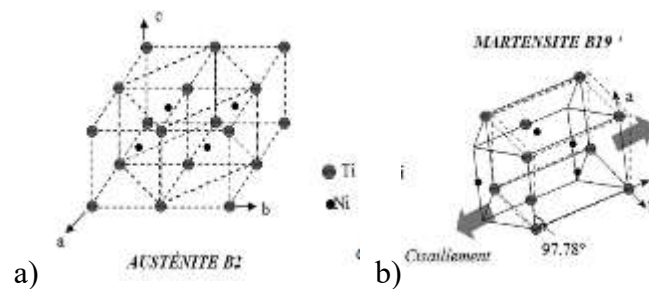 c
MARTENSITE B19 '
a
Ti
i
Ni
b
a
97.78°
Cisaillement
a)
AUSTÉNITE B2
b)